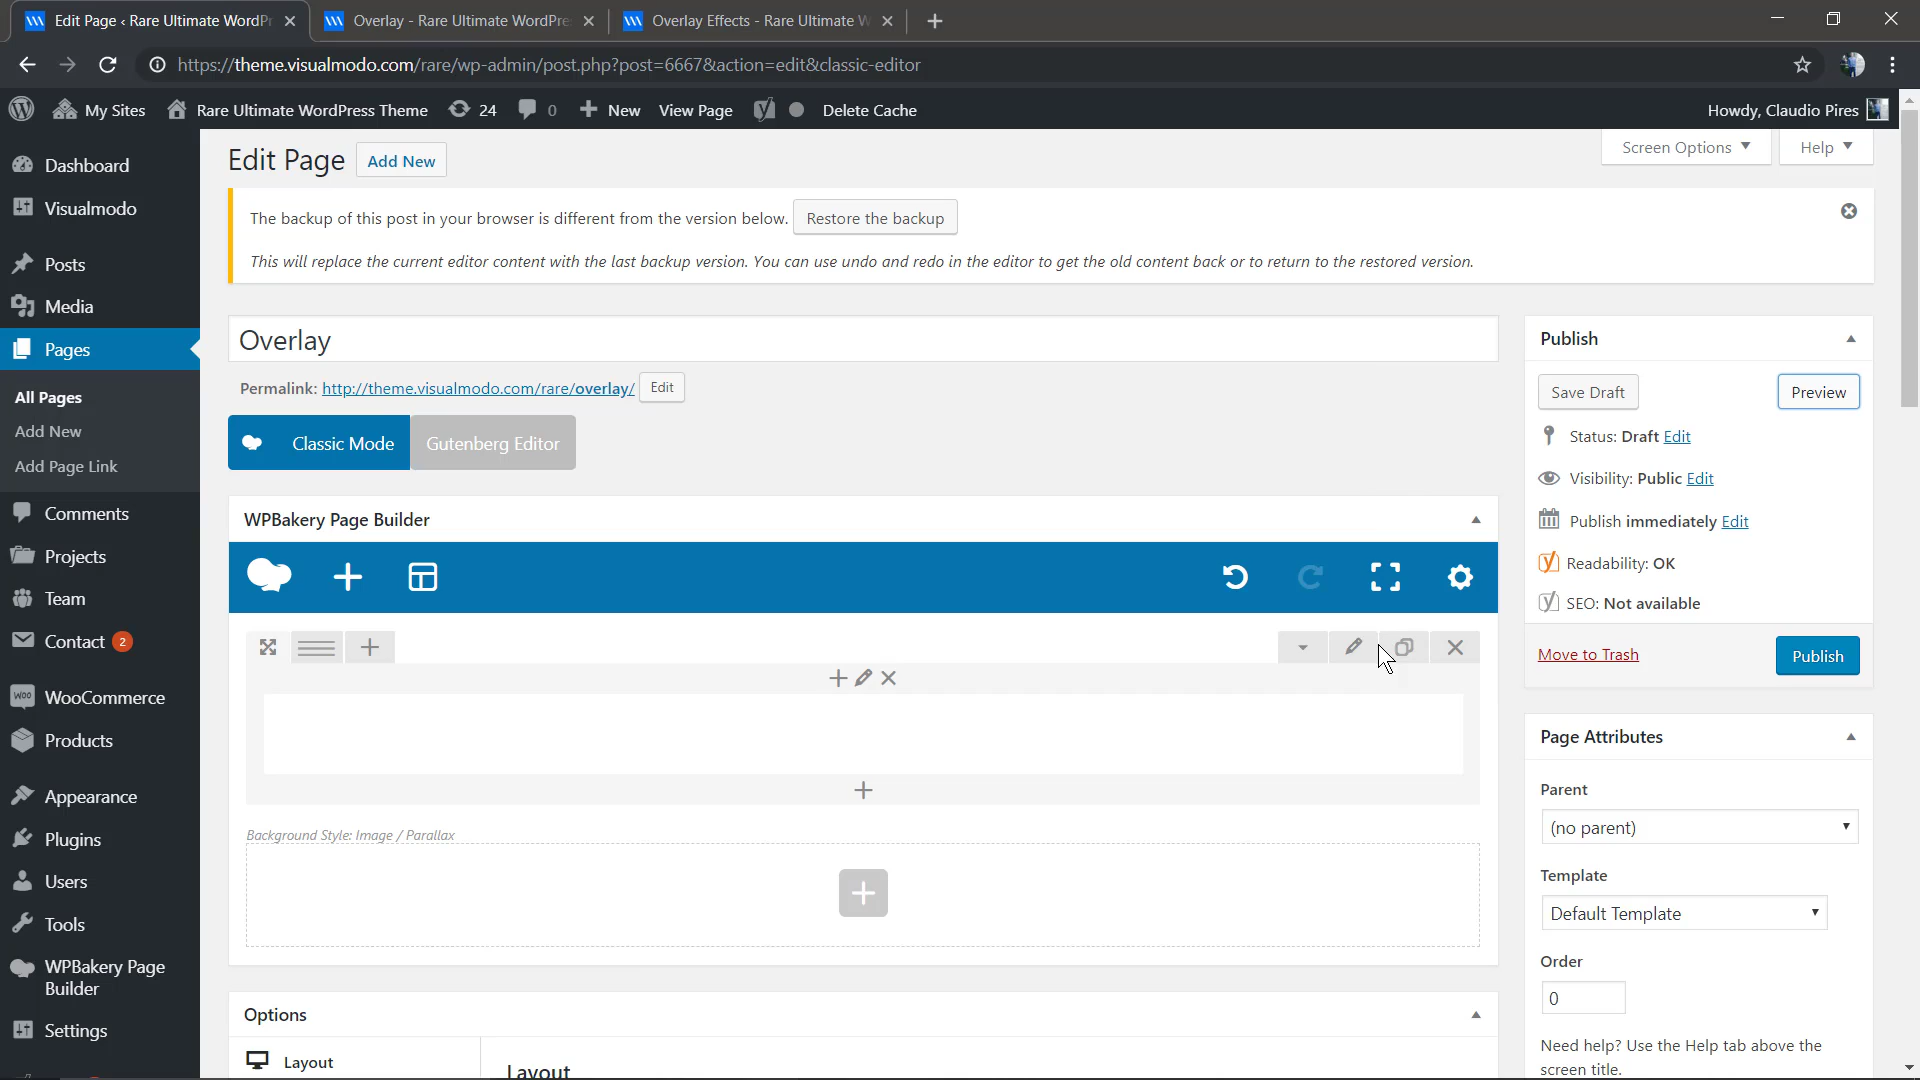 Edit Page ‹ Rare Ultimate WordPr
Overlay - Rare Ultimate WordPre
Overlay Effects - Rare Ultimate W
https://theme.visualmodo.com/rare/wp-admin/post.php?post=6667&action=edit&classic-editor
My Sites
Rare Ultimate WordPress Theme
24
0
New
View Page
Delete Cache
Howdy, Claudio Pires
Dashboard
Visualmodo
Posts
Media
Pages
All Pages
Add New
Add Page Link
Comments
Projects
Team
Contact 2
WooCommerce
Products
Appearance
Plugins
Users
Tools
WPBakery Page
Builder
Settings
Edit Page
Add New
Screen Options
Help
The backup of this post in your browser is different from the version below.
Restore the backup
This will replace the current editor content with the last backup version. You can use undo and redo in the editor to get the old content back or to return to the restored version.
Overlay
Permalink: http://theme.visualmodo.com/rare/overlay/
Edit
Classic Mode
Gutenberg Editor
WPBakery Page Builder
Background Style: Image / Parallax
Options
Layout
Layout
Publish
Save Draft
Preview
Status: Draft Edit
Visibility: Public Edit
Publish immediately Edit
Readability: OK
SEO: Not available
Move to Trash
Publish
Page Attributes
Parent
(no parent)
Template
Default Template
Order
0
Need help? Use the Help tab above the
screen title.